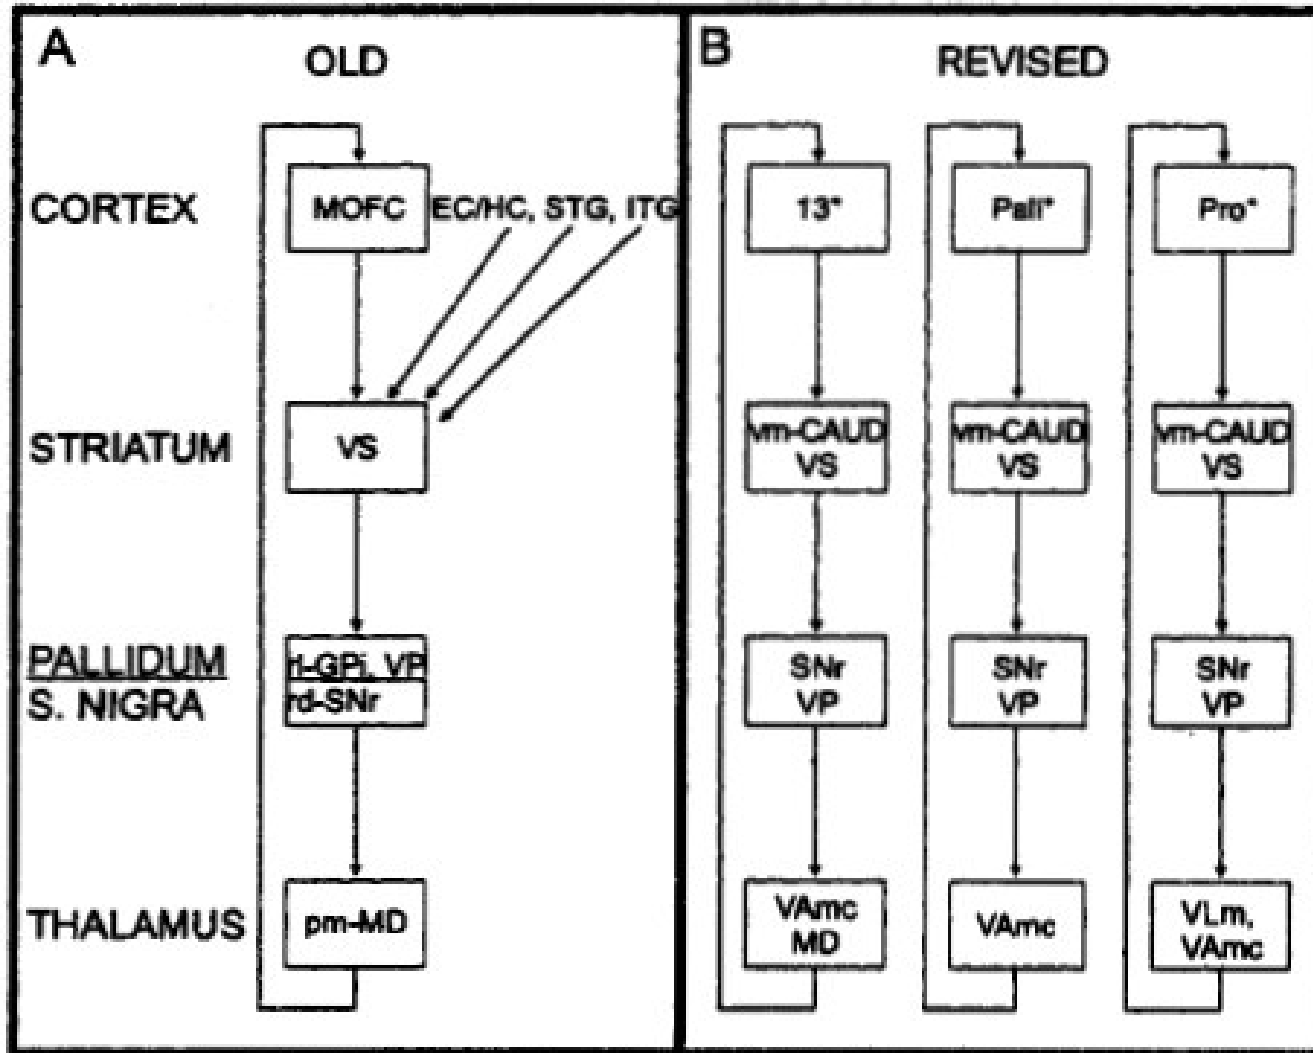 A
OLD
CORTEX
MOFC
EC/HC, STG, ITG
STRIATUM
VS
PALLIDUM
S. NIGRA
rl-GPi, VP
rd-SNr
THALAMUS
pm-MD
B
REVISED
13*
Pall*
Pro*
vm-CAUD
VS
vm-CAUD
VS
vm-CAUD
VS
SNr
VP
SNr
VP
SNr
VP
VAmc
MD
VAmc
VLm,
VAmc